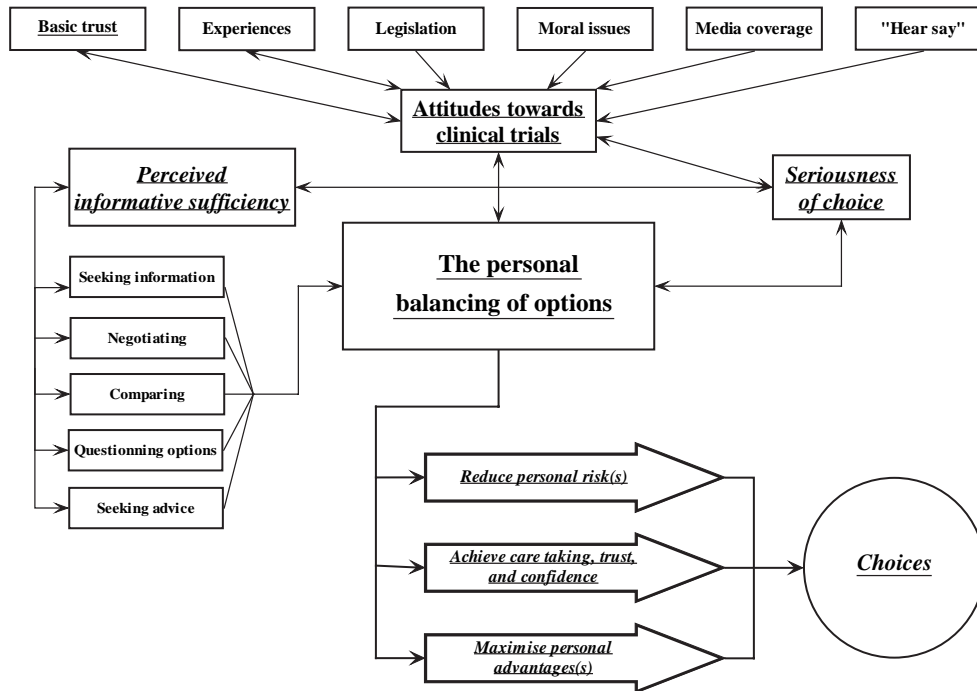 Basic trust
Experiences
Legislation
Moral issues
Media coverage
"Hear say"
Attitudes towards
clinical trials
Perceived
informative sufficiency
Seriousness
of choice
The personal
balancing of options
Seeking information
Negotiating
Comparing
Questionning options
Seeking advice
Reduce personal risk(s)
Achieve care taking, trust,
and confidence
Maximise personal
advantages(s)
Choices